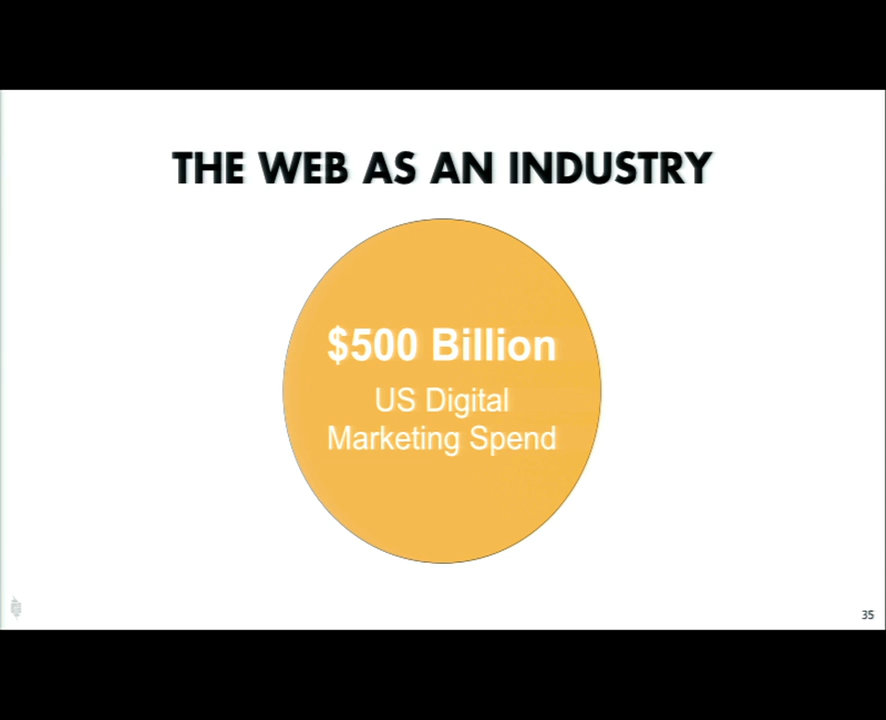 THE WEB AS AN INDUSTRY
$500 Billion
US Digital
Marketing Spend
35